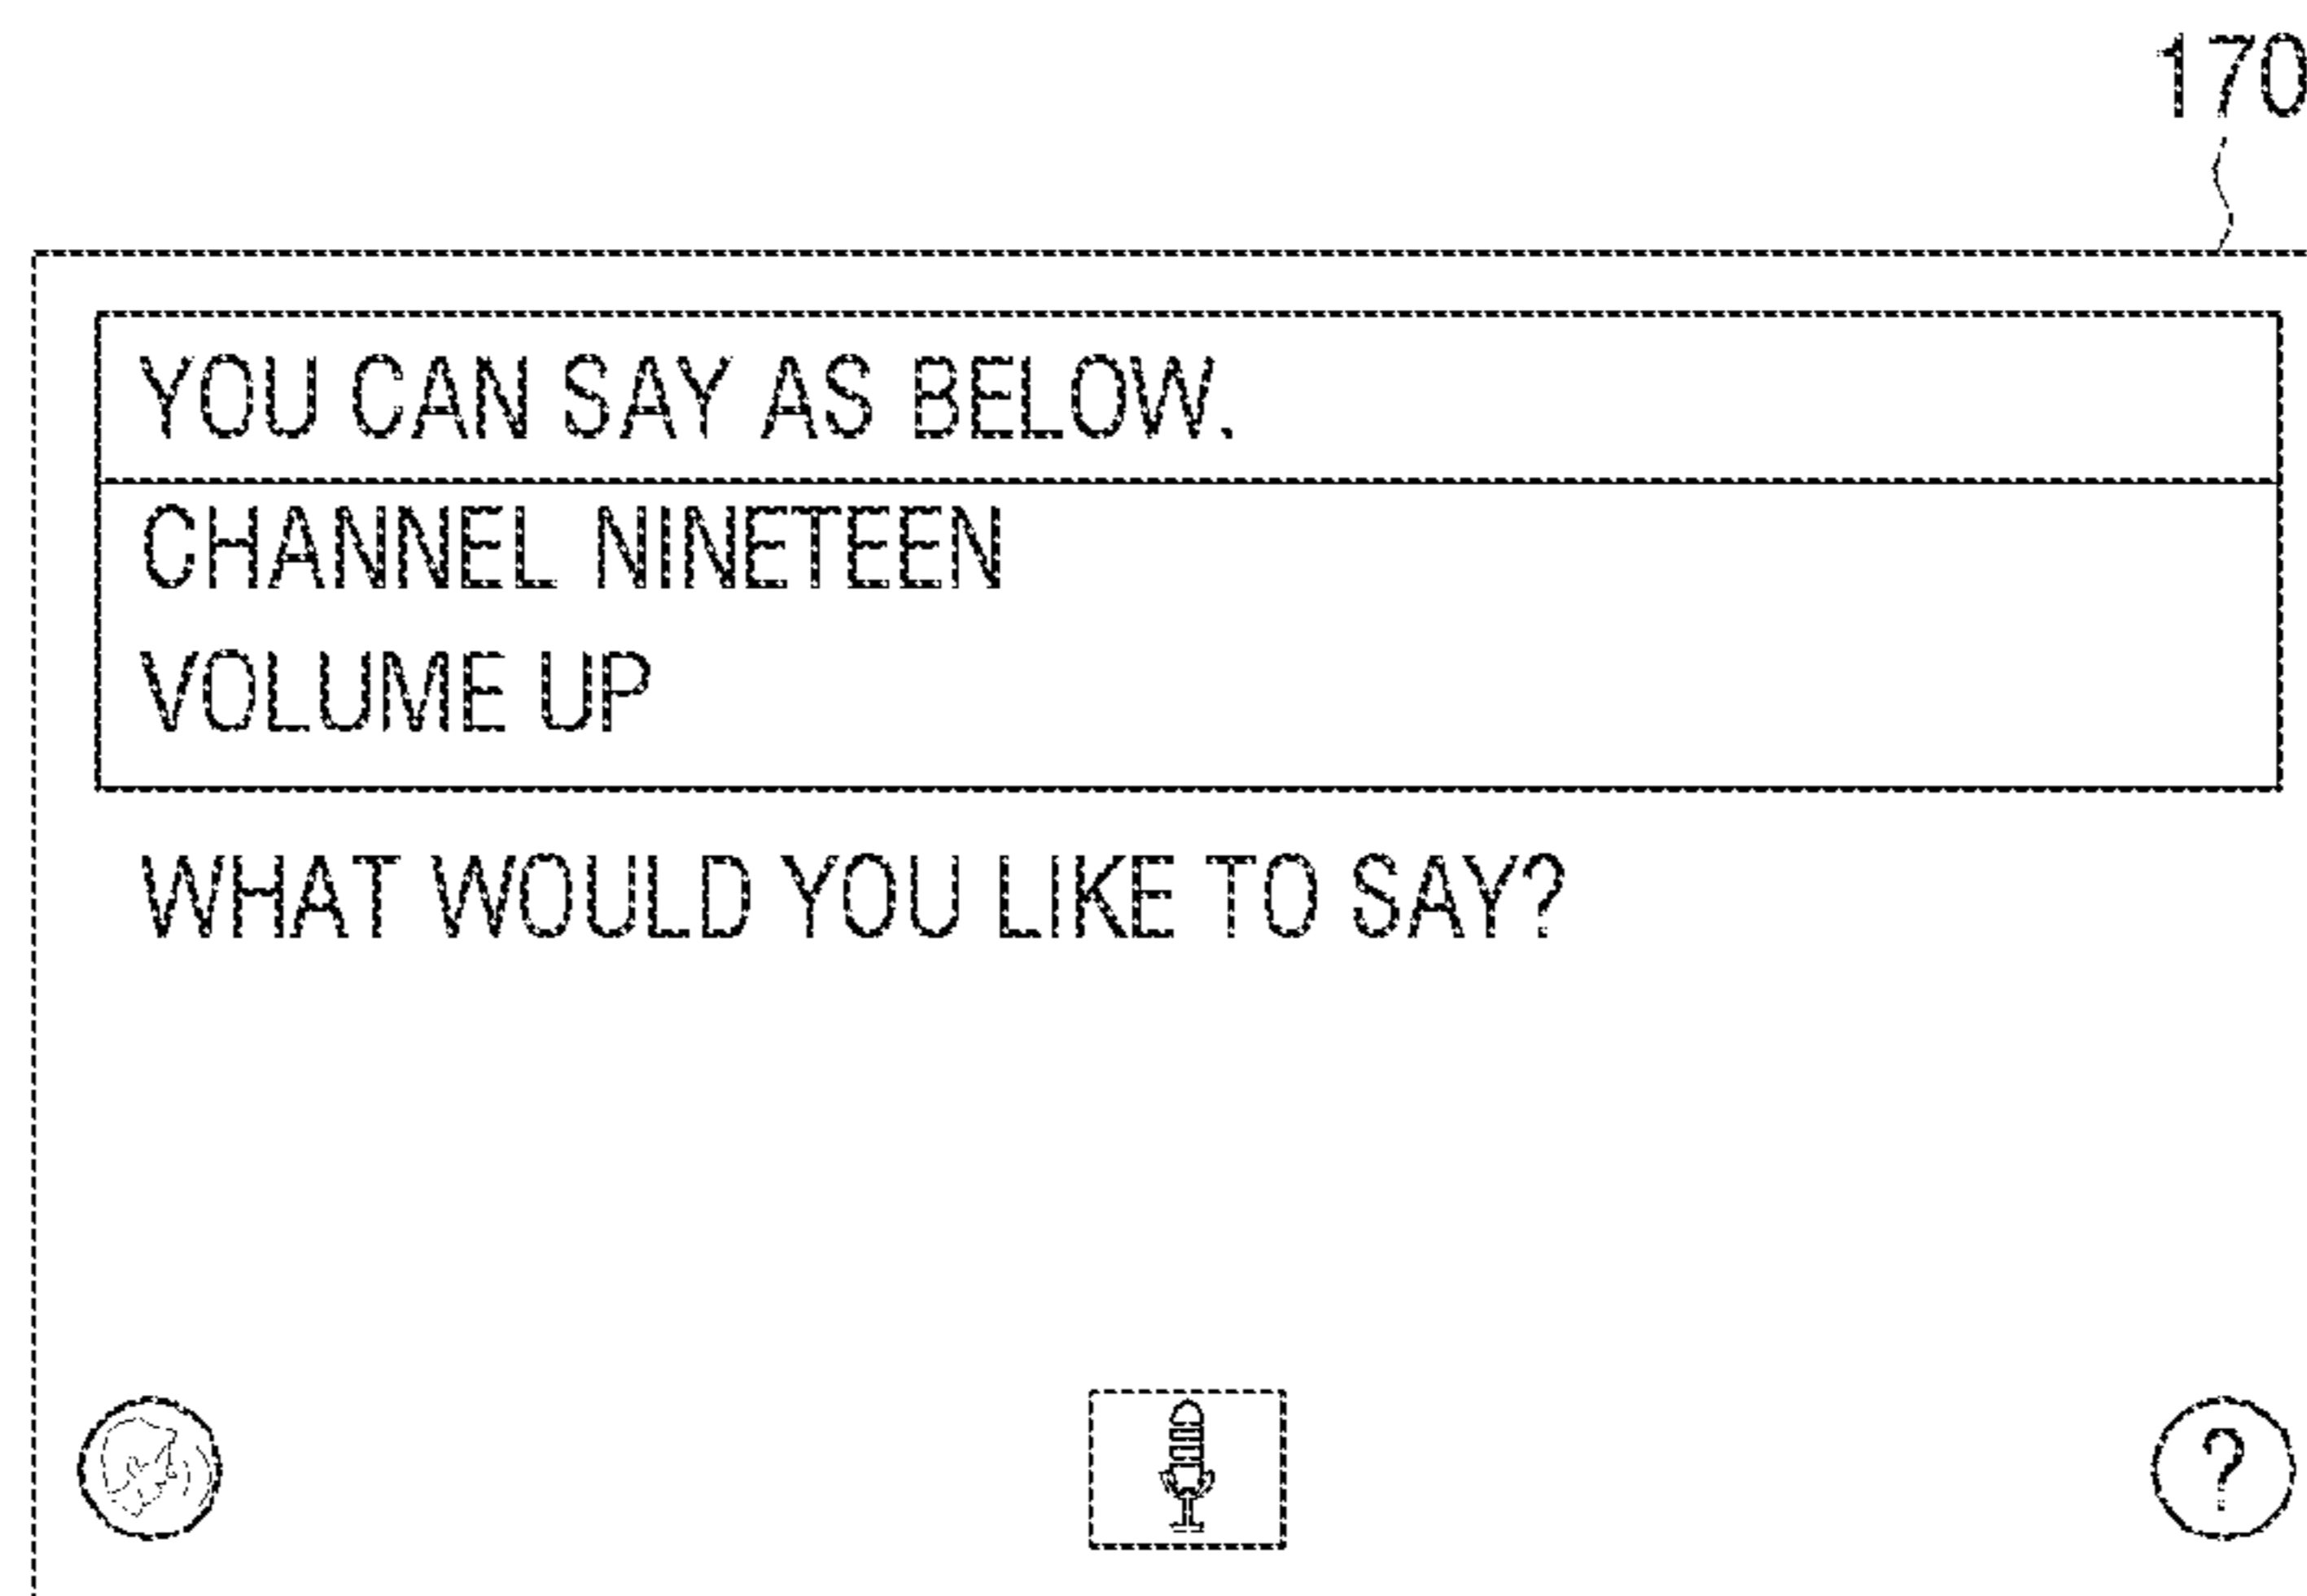 170
YOU CAN SAY AS BELOW.
CHANNEL NINETEEN
VOLUME UP
WHAT WOULD YOU LIKE TO SAY?
?